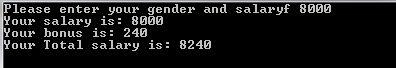 Please enter your gender and salaryf 8000
Your salary is: 8000
Your bonus is: 240
Your Total salary is: 8240